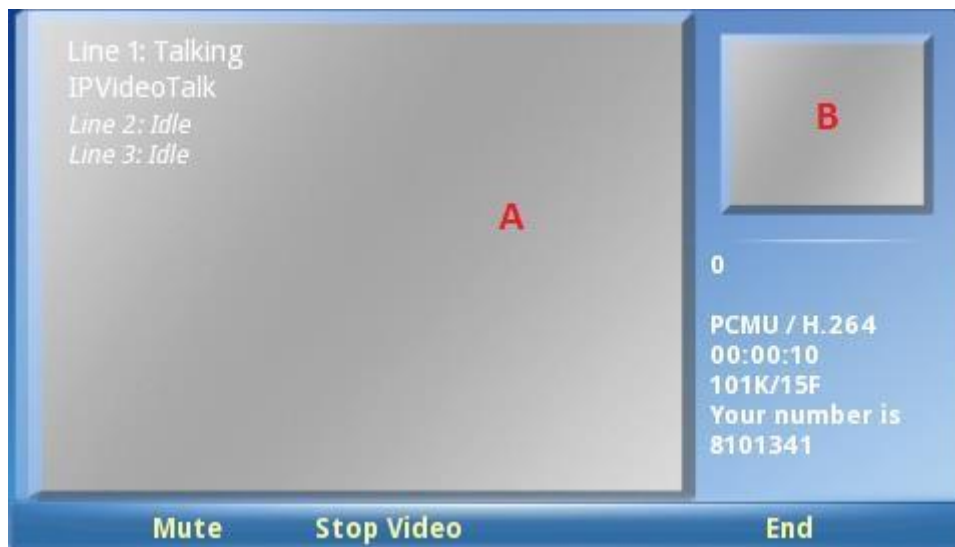 Line 1: Talking
IPVideoTalk
Line 2: Idle
Line 3: Idle
A
B
0
PCMU / H.264
00:00:10
101K/15F
Your number is
8101341
Mute Stop Video End